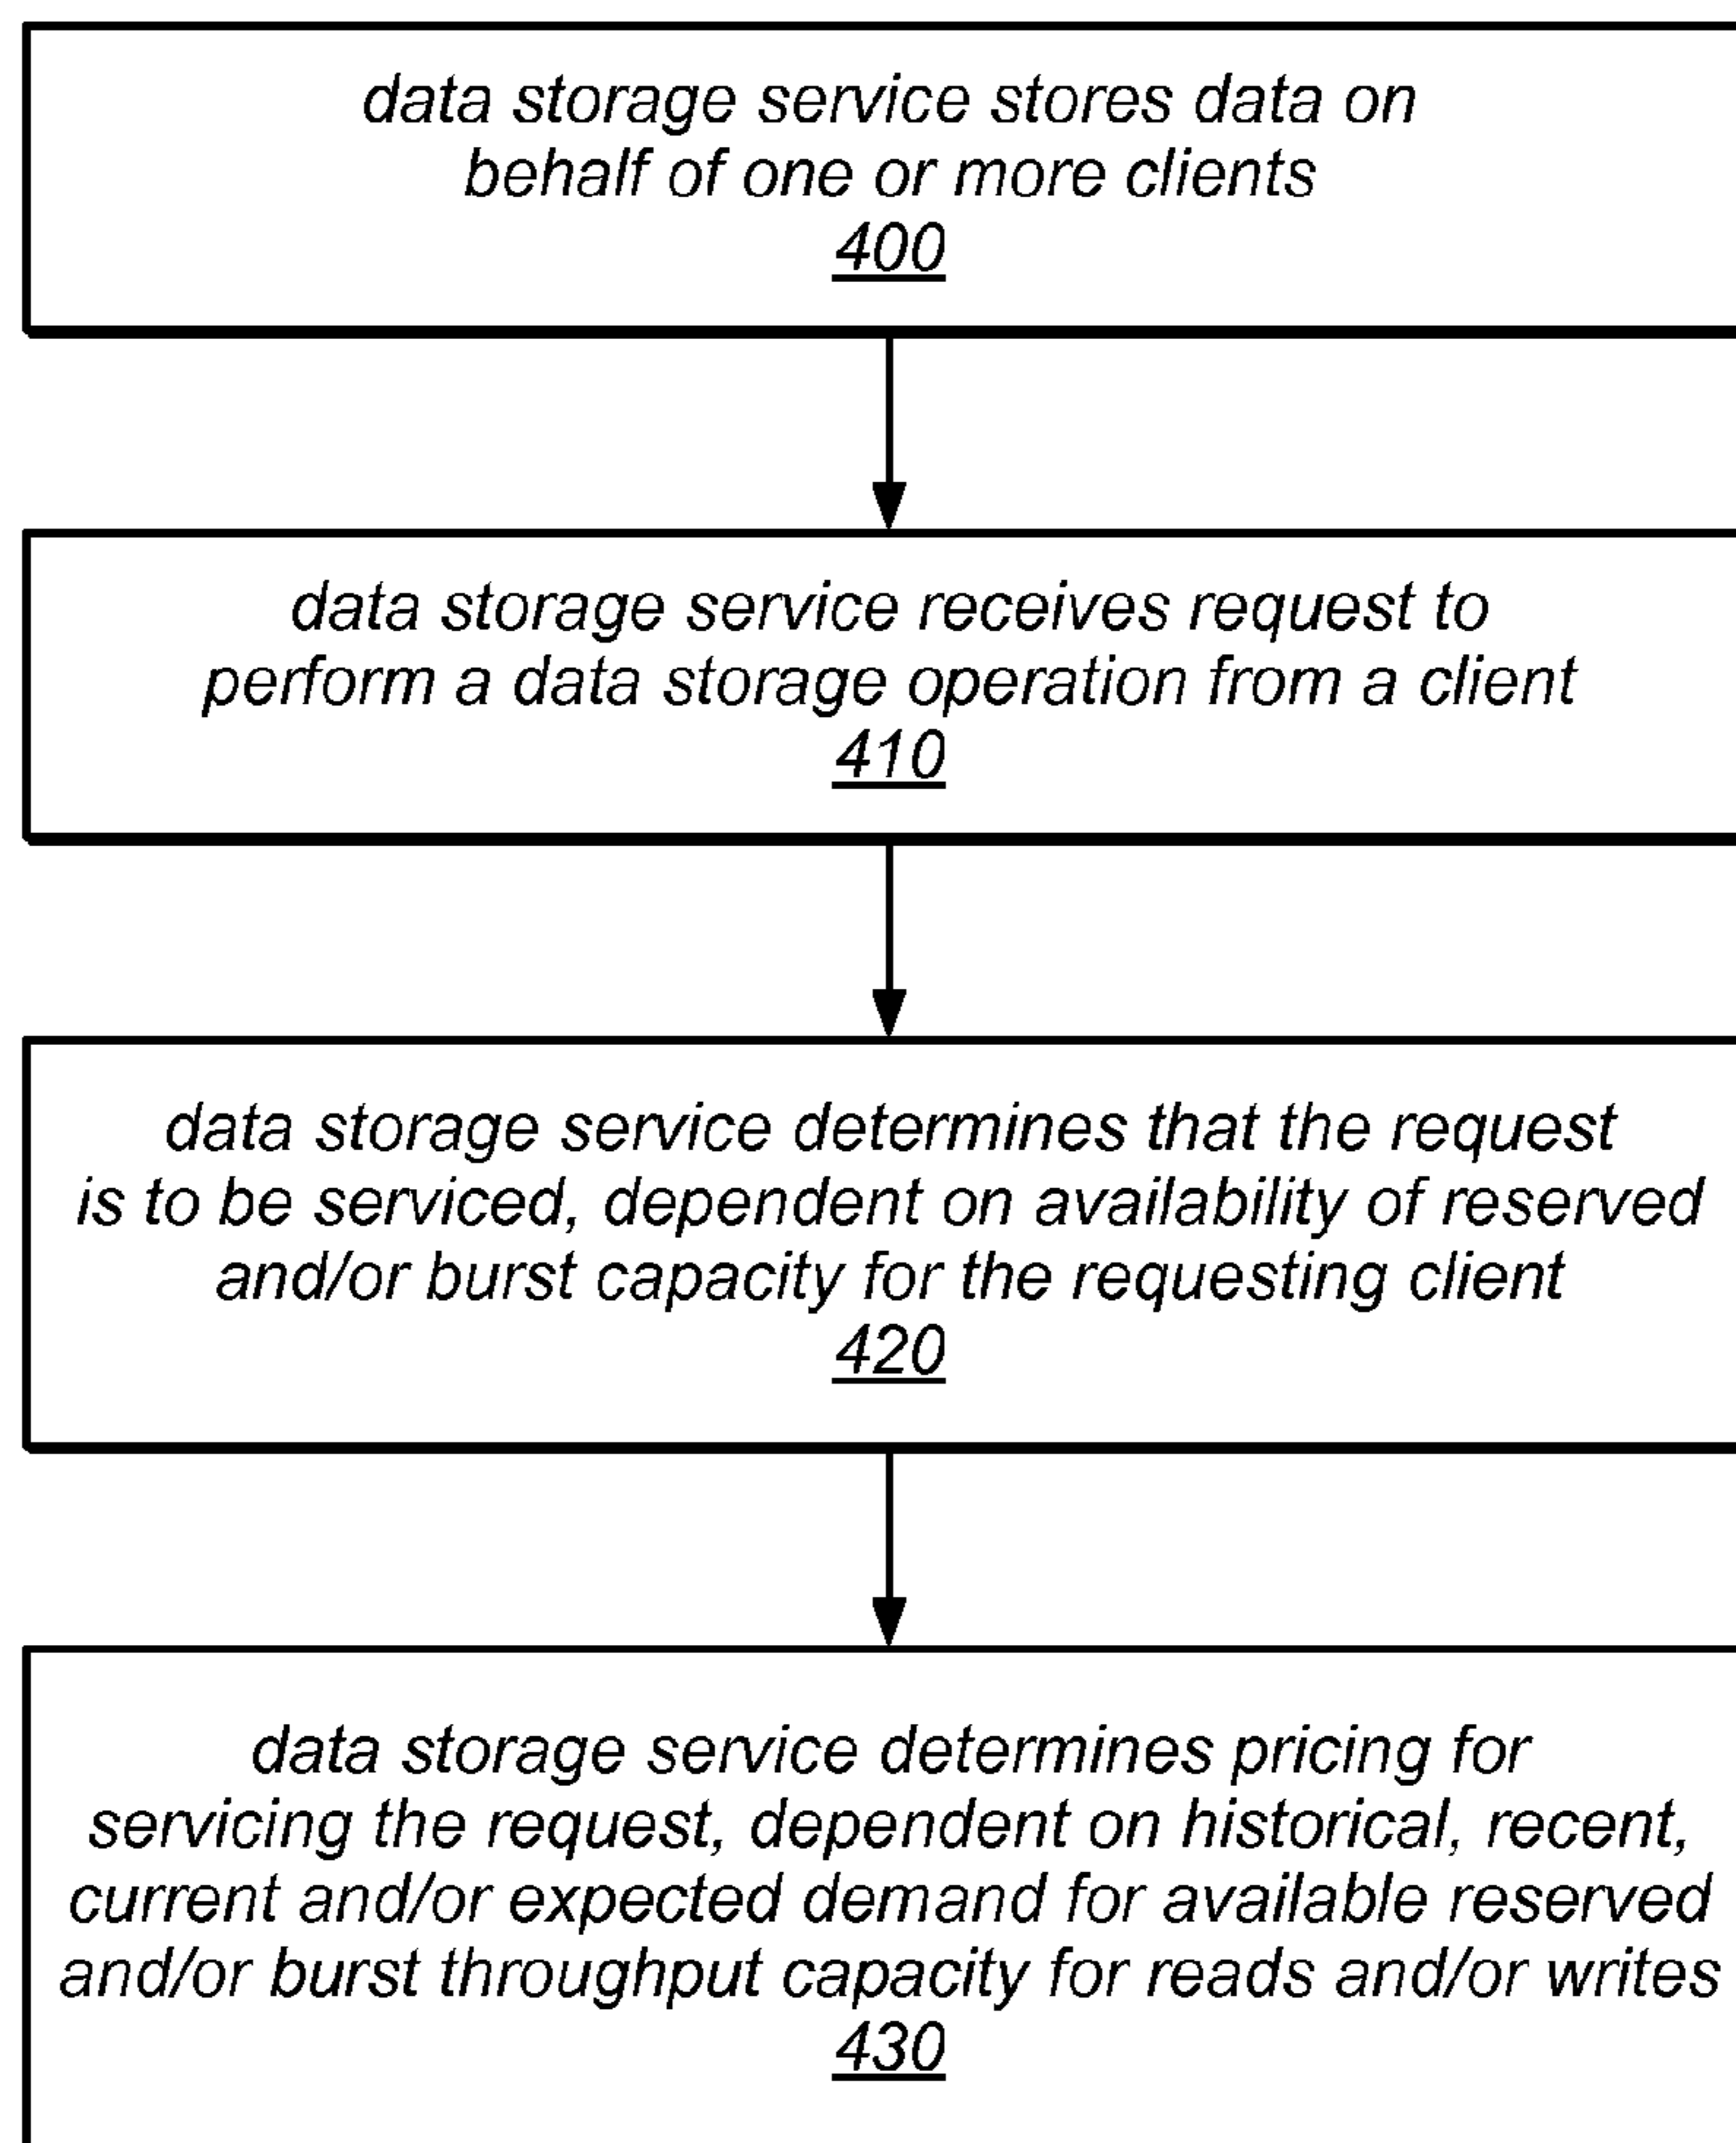 data storage service stores data on
behalf of one or more clients
400
data storage service receives request to
perform a data storage operation from a client
410
data storage service determines that the request
is to be serviced, dependent on availability of reserved
and/or burst capacity for the requesting client
420
data storage service determines pricing for
servicing the request, dependent on historical, recent,
current and/or expected demand for available reserved
and/or burst throughput capacity for reads and/or writes
430